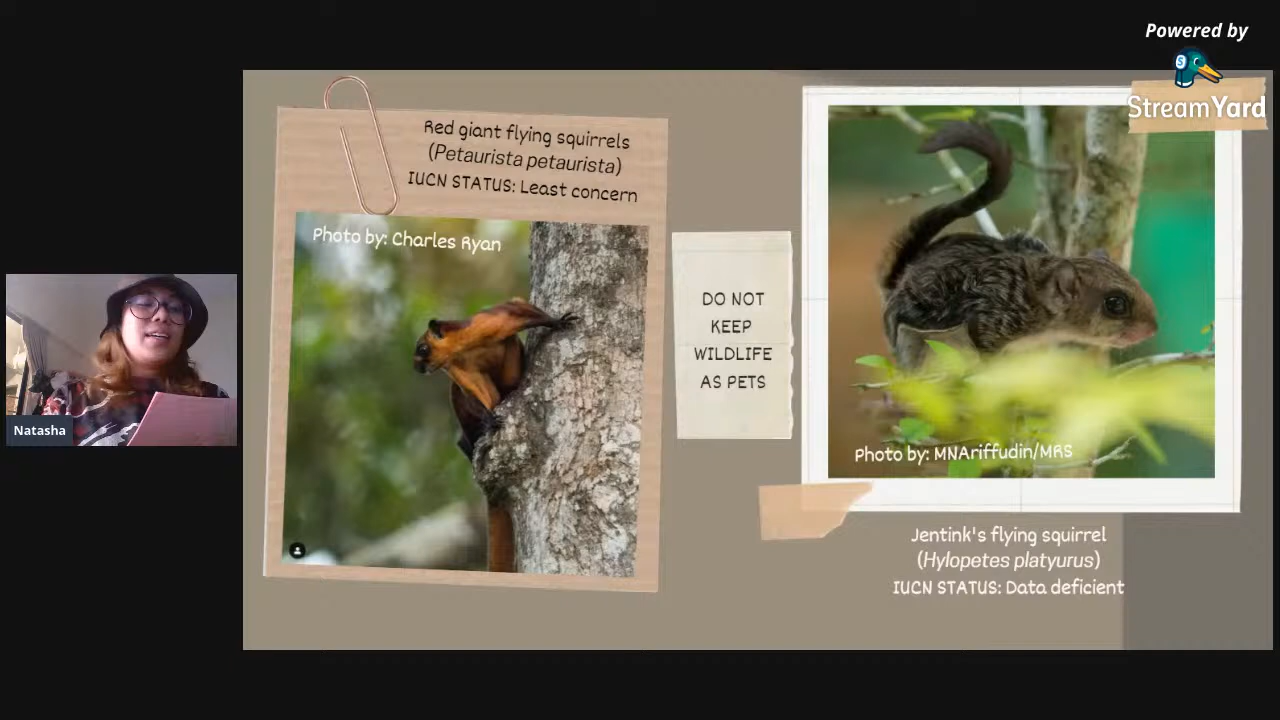 Powered by
StreamYard
Red giant flying squirrels
(Petaurista petaurista)
IUCN STATUS: Least concern
Photo by: Charles Ryan
DO NOT
KEEP
WILDLIFE
AS PETS
Photo by: MNAriffudin/MRS
Jentink's flying squirrel
(Hylopetes platyurus)
IUCN STATUS: Data deficient
Natasha